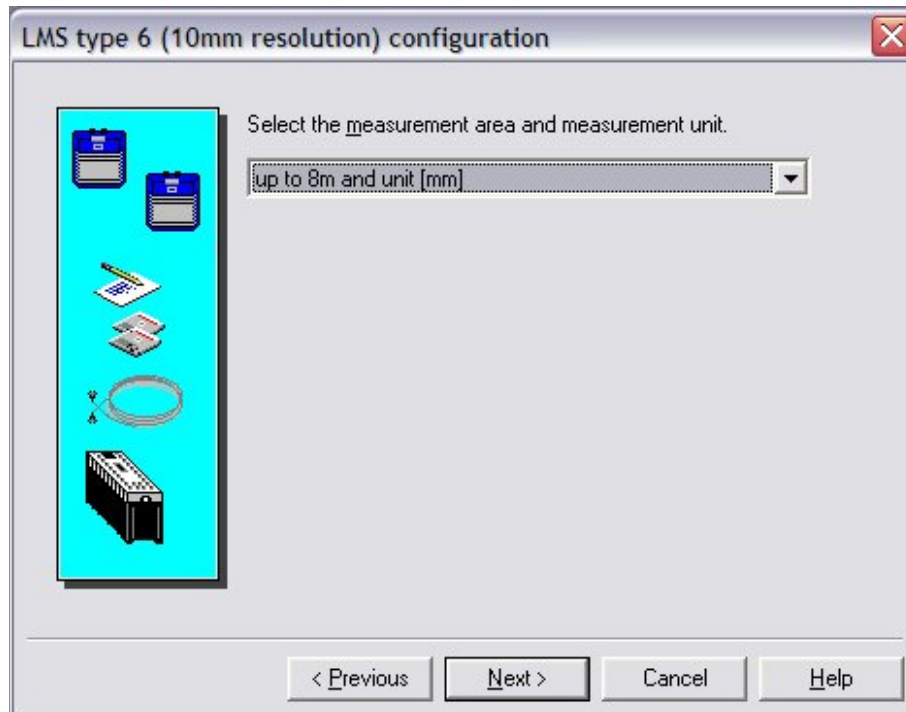 LMS type 6 (10mm resolution) configuration
Select the measurement area and measurement unit.
up to 8m and unit [mm]
< Previous
Next >
Cancel
Help